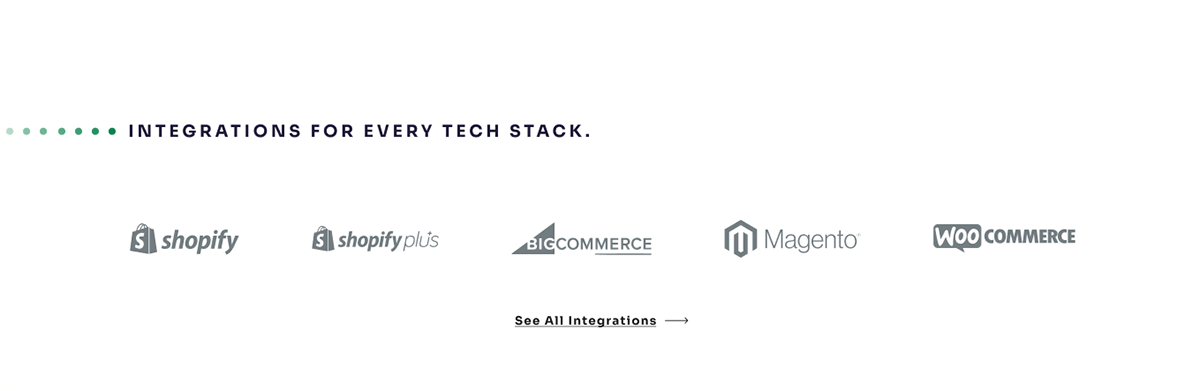 INTEGRATIONS FOR EVERY TECH STACK.
shopify
shopify plus
BIGCOMMERCE
Magento
WOO COMMERCE
See All Integrations